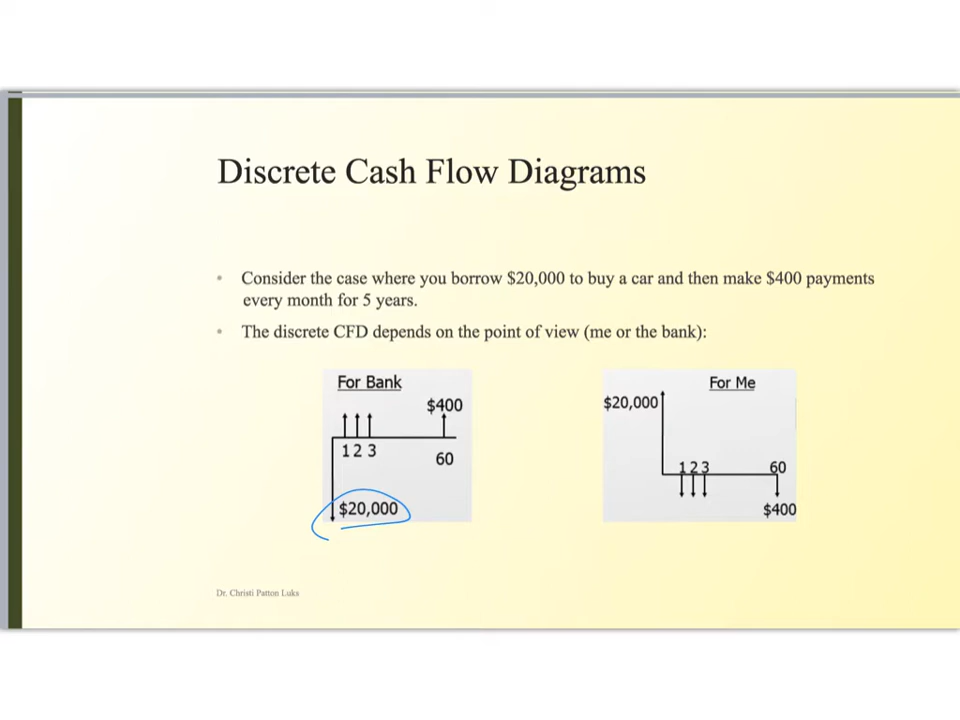 Discrete Cash Flow Diagrams
• Consider the case where you borrow $20,000 to buy a car and then make $400 payments
every month for 5 years.
• The discrete CFD depends on the point of view (me or the bank):
For Bank
$400
1 2 3
60
$20,000
For Me
$20,000
1 2 3
60
$400
Dr. Christi Patton Luks